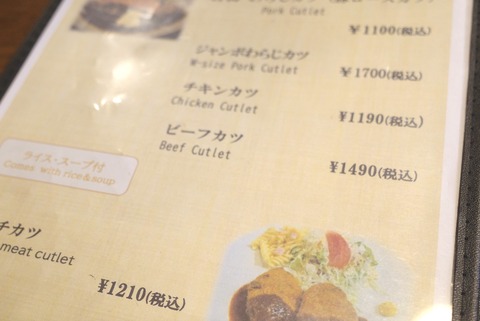 Pork Cutlet
¥1100(税込)
ジャンボわらじカツ
W-size Pork Cutlet
¥1700(税込)
チキンカツ
Chicken Cutlet
¥1190(税込)
ビーフカツ
Beef Cutlet
¥1490(税込)
ライス・スープ付
Comes with rice&soup
チカツ
meat cutlet
¥1210(税込)